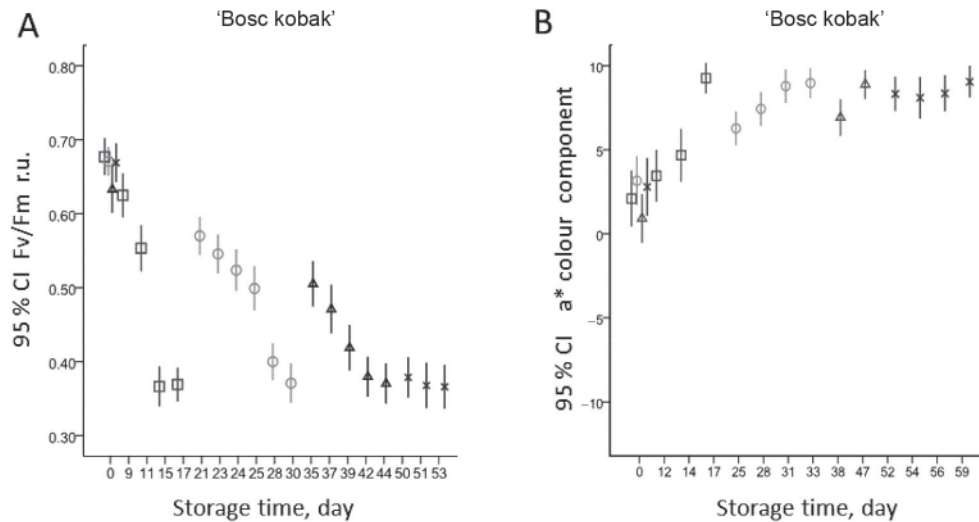 A
'Bosc kobak'
95 % CI Fv/Fm r.u.
0.80
0.70
0.60
0.50
0.40
0.30
0 9 11 15 17 21 23 24 25 28 30 35 37 39 42 44 50 51 53
Storage time, day
B
'Bosc kobak'
95 % CI a* colour component
10
5
0
−5
−10
0 12 14 17 25 28 31 33 38 47 52 54 56 59
Storage time, day